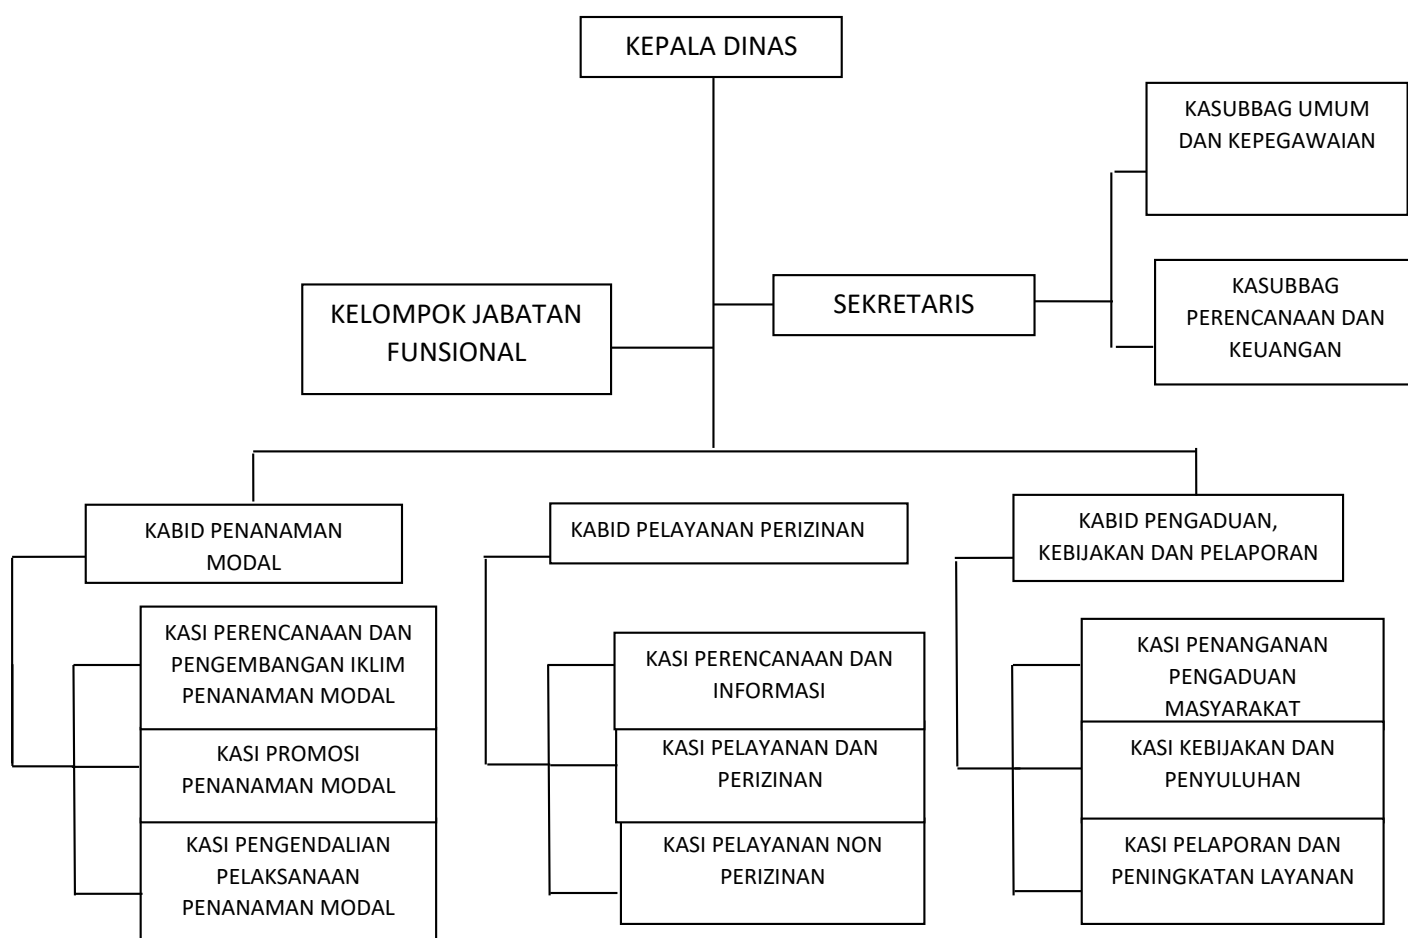 KEPALA DINAS
KASUBBAG UMUM
DAN KEPEGAWAIAN
KASUBBAG
PERENCANAAN DAN
KEUANGAN
SEKRETARIS
KELOMPOK JABATAN
FUNSIONAL
KABID PENANAMAN
MODAL
KASI PERENCANAAN DAN
PENGEMBANGAN IKLIM
PENANAMAN MODAL
KASI PROMOSI
PENANAMAN MODAL
KASI PENGENDALIAN
PELAKSANAAN
PENANAMAN MODAL
KABID PELAYANAN PERIZINAN
KASI PERENCANAAN DAN
INFORMASI
KASI PELAYANAN DAN
PERIZINAN
KASI PELAYANAN NON
PERIZINAN
KABID PENGADUAN,
KEBIJAKAN DAN PELAPORAN
KASI PENANGANAN
PENGADUAN
MASYARAKAT
KASI KEBIJAKAN DAN
PENYULUHAN
KASI PELAPORAN DAN
PENINGKATAN LAYANAN